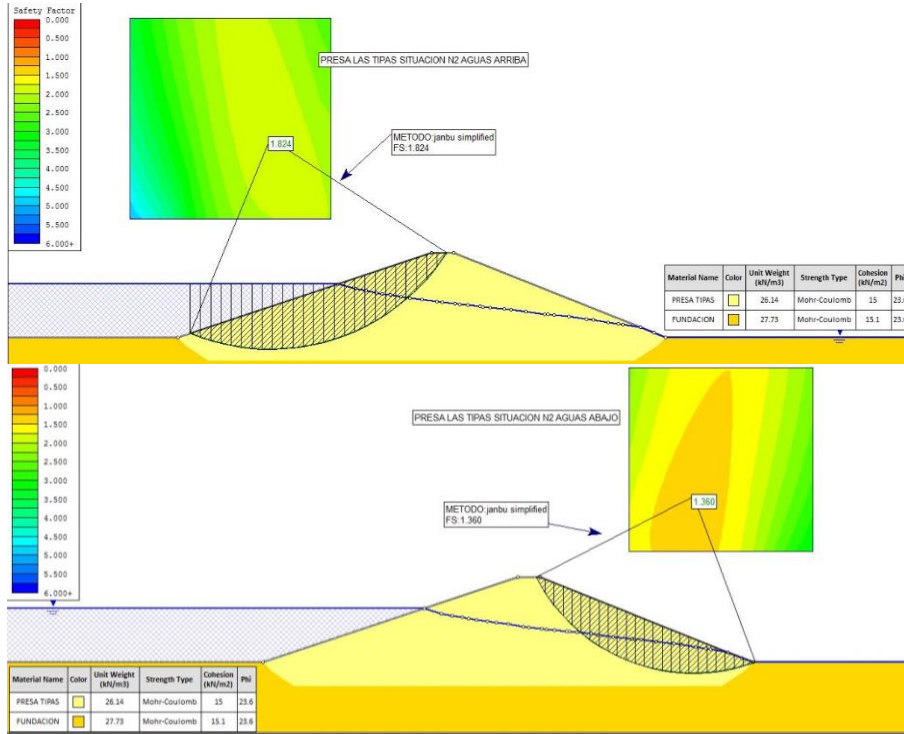 Safety Factor
0.000
0.500
1.000
1.500
2.000
2.500
3.000
3.500
4.000
4.500
5.000
5.500
6.000+
PRESA LAS TIPAS SITUACION N2 AGUAS ARRIBA
METODO:janbu simplified
FS:1.824
1.824
Material Name Color Unit Weight (kN/m3) Strength Type Cohesion (kN/m2) Phi
PRESA TIPAS 26.14 Mohr-Coulomb 15 23.6
FUNDACION 27.73 Mohr-Coulomb 15.1 23.6
0.000
0.500
1.000
1.500
2.000
2.500
3.000
3.500
4.000
4.500
5.000
5.500
6.000+
PRESA LAS TIPAS SITUACION N2 AGUAS ABAJO
METODO:janbu simplified
FS:1.360
1.360
Material Name Color Unit Weight (kN/m3) Strength Type Cohesion (kN/m2) Phi
PRESA TIPAS 26.14 Mohr-Coulomb 15 23.6
FUNDACION 27.73 Mohr-Coulomb 15.1 23.6